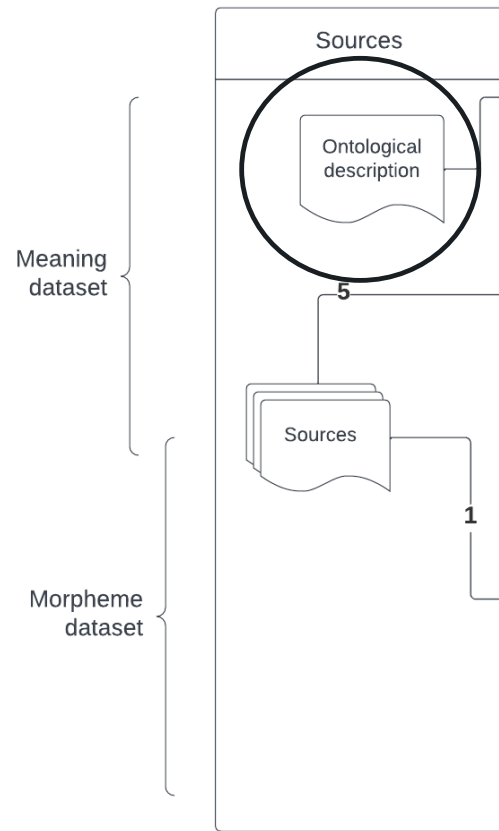 Sources
Ontological
description
Meaning
dataset
5
Sources
1
Morpheme
dataset